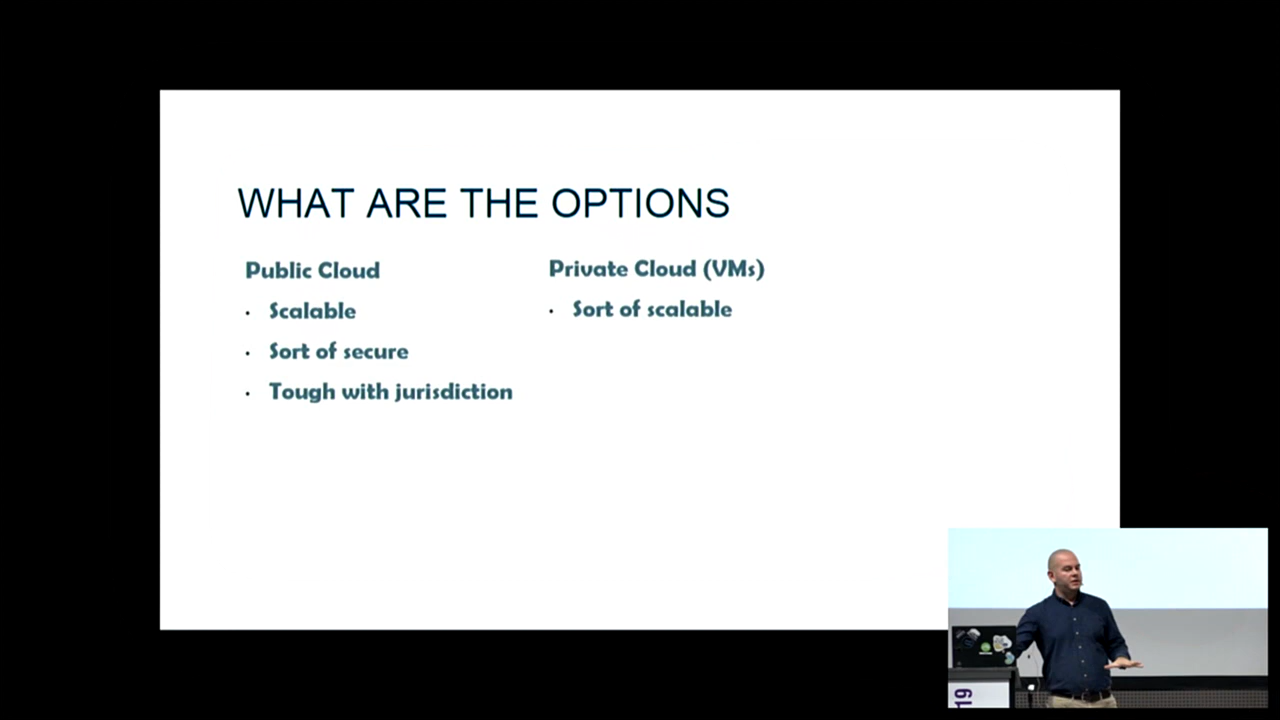 WHAT ARE THE OPTIONS
Public Cloud
• Scalable
• Sort of secure
• Tough with jurisdiction
Private Cloud (VMs)
• Sort of scalable
19